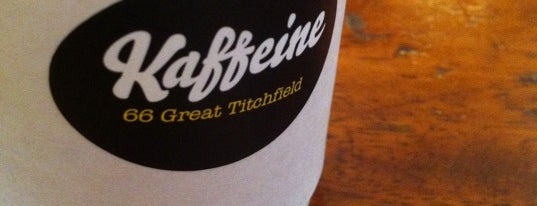 Kaffeine
66 Great Titchfield